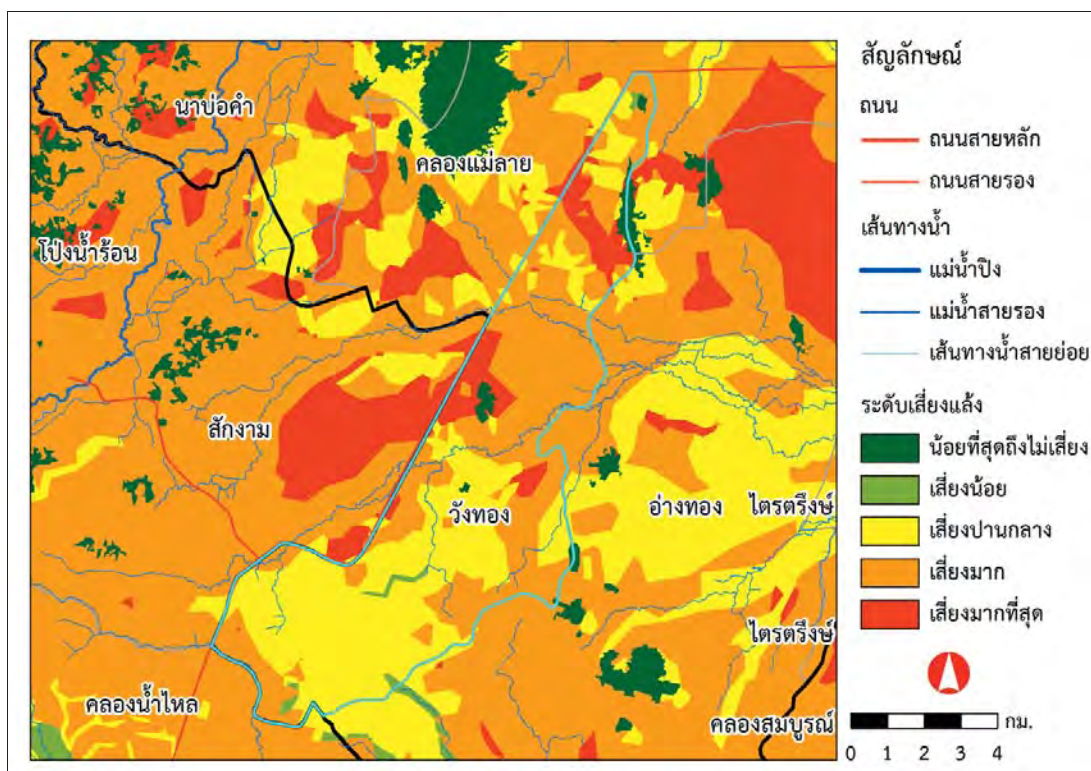 นาบ่อคำ
คลองแม่ลาย
โป่งน้ำร้อน
สักงาม
วังทอง
อ่างทอง
ไตรตรึงษ์
ไตรตรึงษ์
คลองน้ำไหล
คลองสมบูรณ์
สัญลักษณ์
ถนน
ถนนสายหลัก
ถนนสายรอง
เส้นทางน้ำ
แม่น้ำปิง
แม่น้ำสายรอง
เส้นทางน้ำสายย่อย
ระดับเสี่ยงแล้ง
น้อยที่สุดถึงไม่เสี่ยง
เสี่ยงน้อย
เสี่ยงปานกลาง
เสี่ยงมาก
เสี่ยงมากที่สุด
กม.
0 1 2 3 4